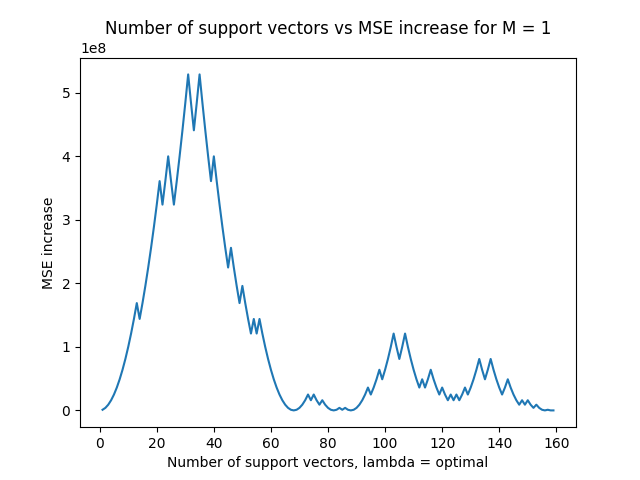 Number of support vectors vs MSE increase for M = 1
1e8
MSE increase
5
4
3
2
1
0
0 20 40 60 80 100 120 140 160
Number of support vectors, lambda = optimal